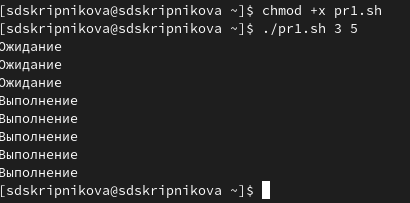 [sdskripnikova@sdskripnikova ~]$ chmod +x pr1.sh
[sdskripnikova@sdskripnikova ~]$ ./pr1.sh 3 5
Ожидание
Ожидание
Ожидание
Выполнение
Выполнение
Выполнение
Выполнение
Выполнение
[sdskripnikova@sdskripnikova ~]$